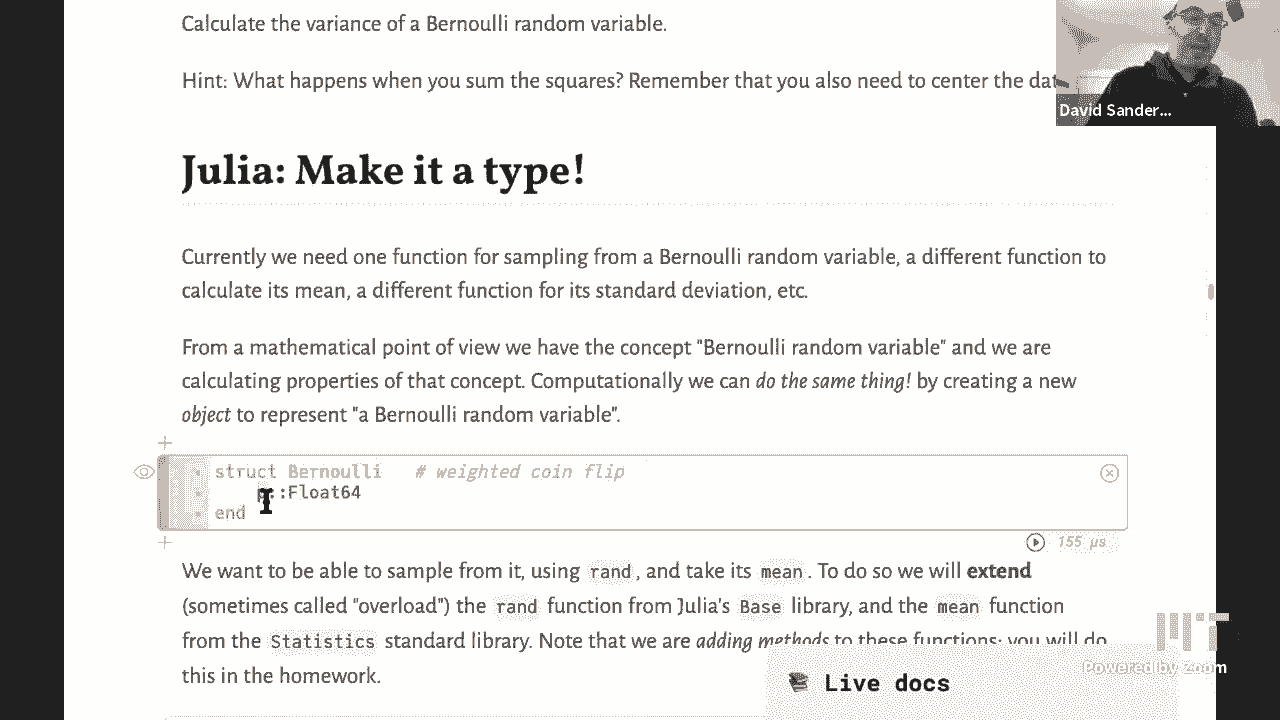 Calculate the variance of a Bernoulli random variable.
Hint: What happens when you sum the squares? Remember that you also need to center the dat
David Sander...
Julia: Make it a type!
Currently we need one function for sampling from a Bernoulli random variable, a different function to
calculate its mean, a different function for its standard deviation, etc.
From a mathematical point of view we have the concept "Bernoulli random variable" and we are
calculating properties of that concept. Computationally we can do the same thing! by creating a new
object to represent "a Bernoulli random variable".
struct Bernoulli # weighted coin flip
p::Float64
end
155 μs
We want to be able to sample from it, using rand, and take its mean. To do so we will extend
(sometimes called "overload") the rand function from Julia's Base library, and the mean function
from the Statistics standard library. Note that we are adding methods to these functions; you will do
this in the homework.
MIT
Powered by Zoom
Live docs